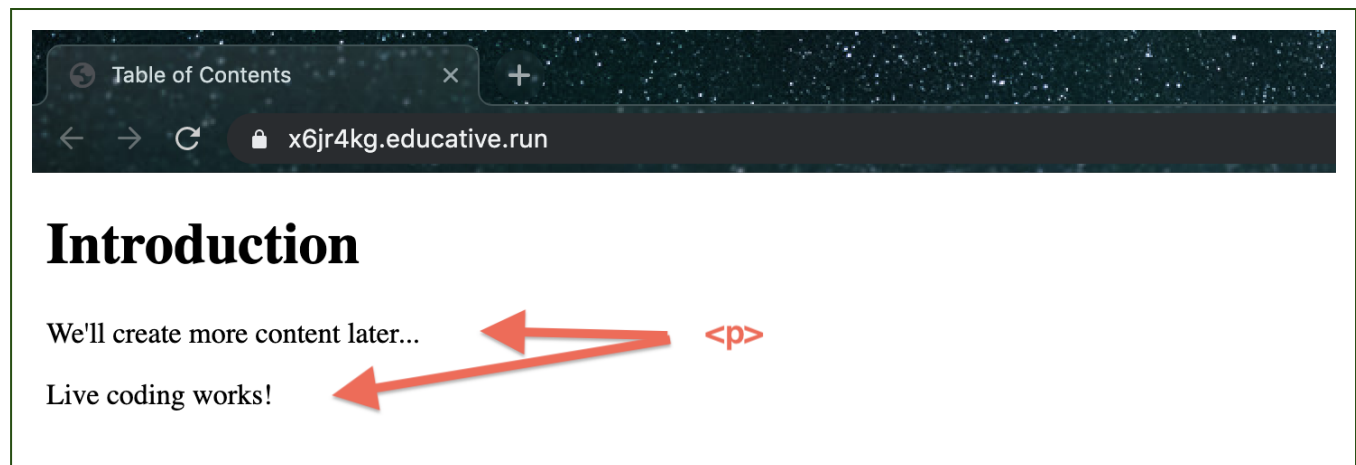 Table of Contents
x6jr4kg.educative.run
Introduction
We'll create more content later...
<p>
Live coding works!